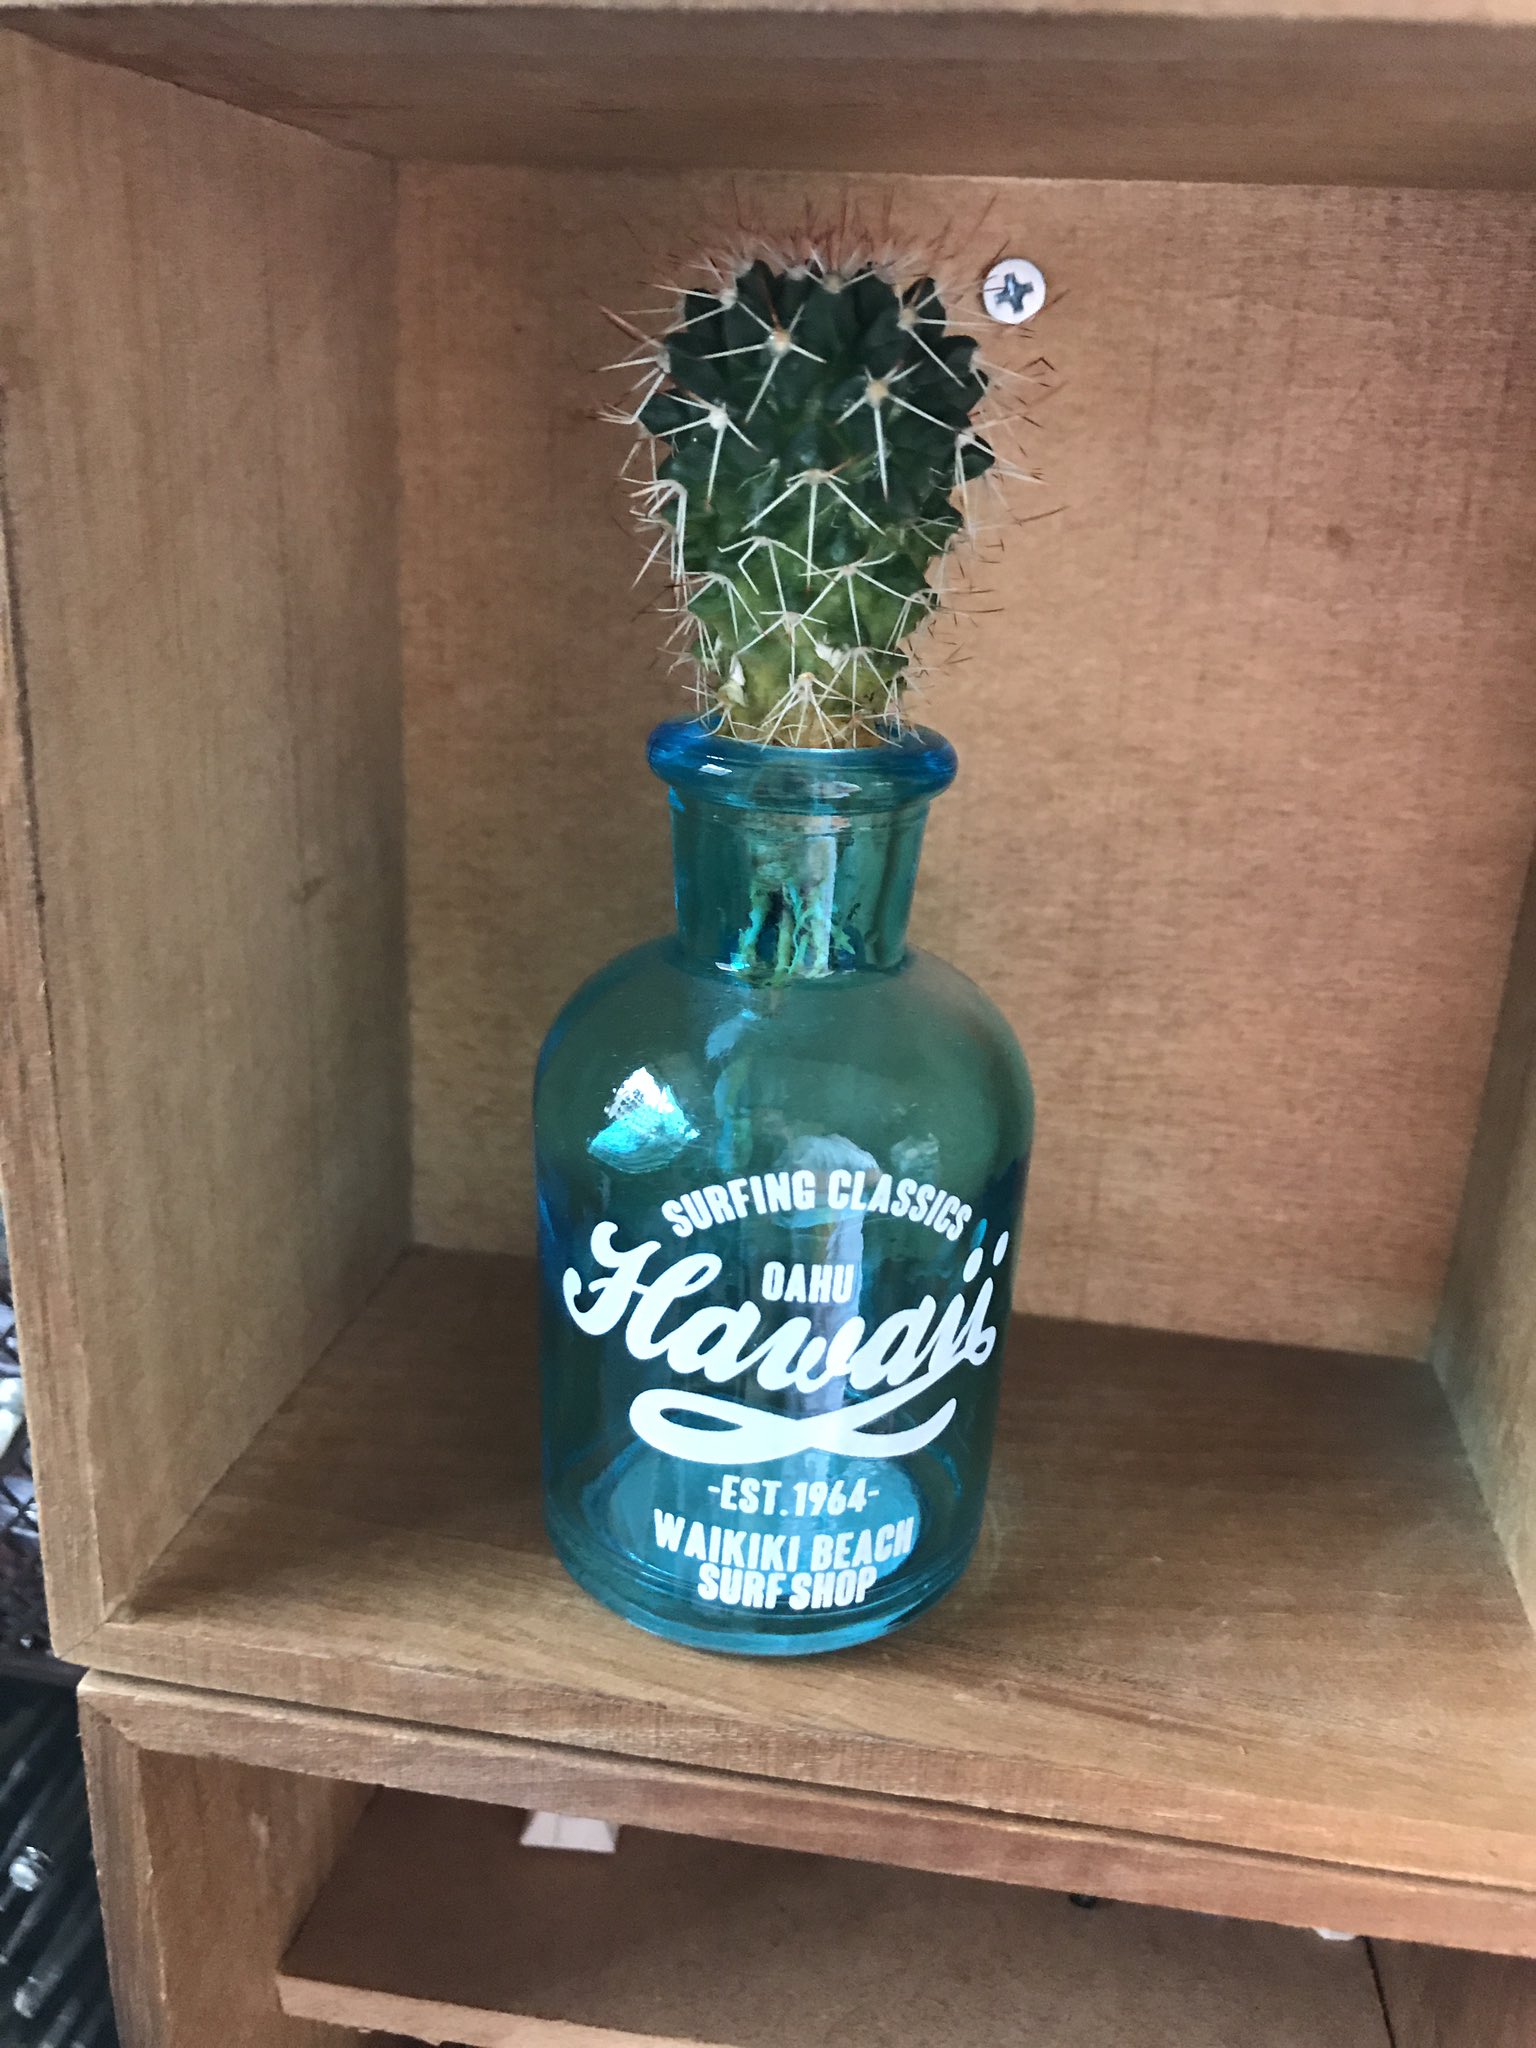 SURFING CLASSICS
OAHU
Hawaii
-EST.1964-
WAIKIKI BEACH
SURF SHOP